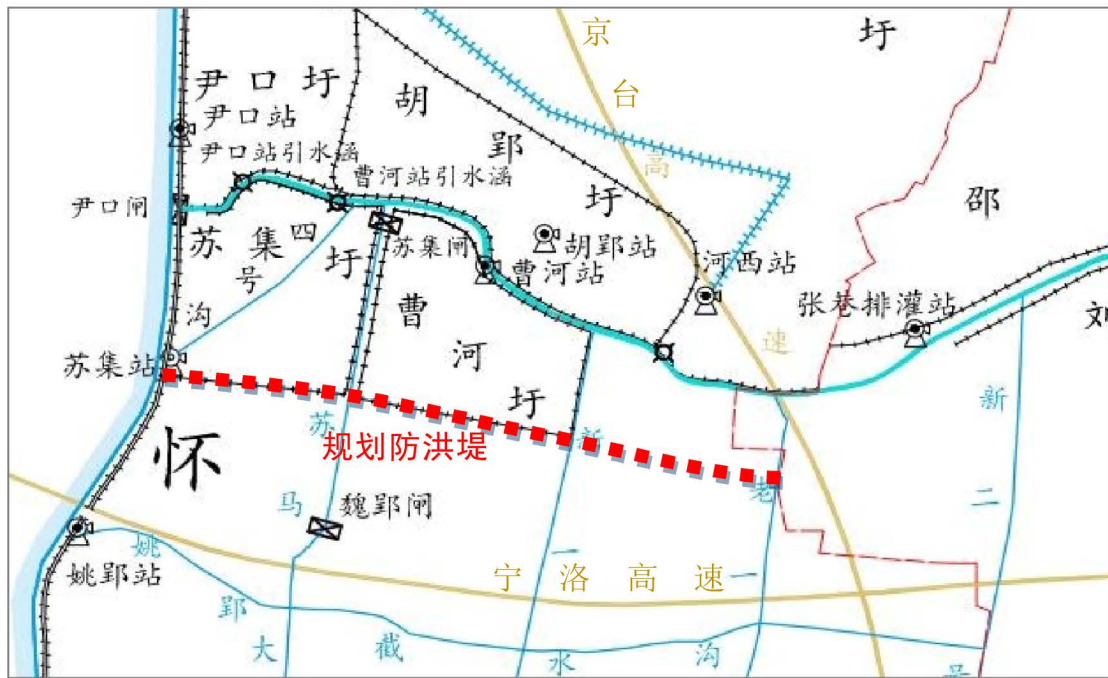 京台高速
圩
尹口圩
胡郢圩
尹口站
尹口站引水涵
曹河站引水涵
尹口闸
苏集圩
四号沟
苏集闸
胡郢站
曹河站
河西站
邵
张巷排灌站
刘
曹河圩
苏集站
规划防洪堤
怀
苏马大
新一
老一
新二号
魏郢闸
姚郢站
宁洛高速
姚郢大截水沟